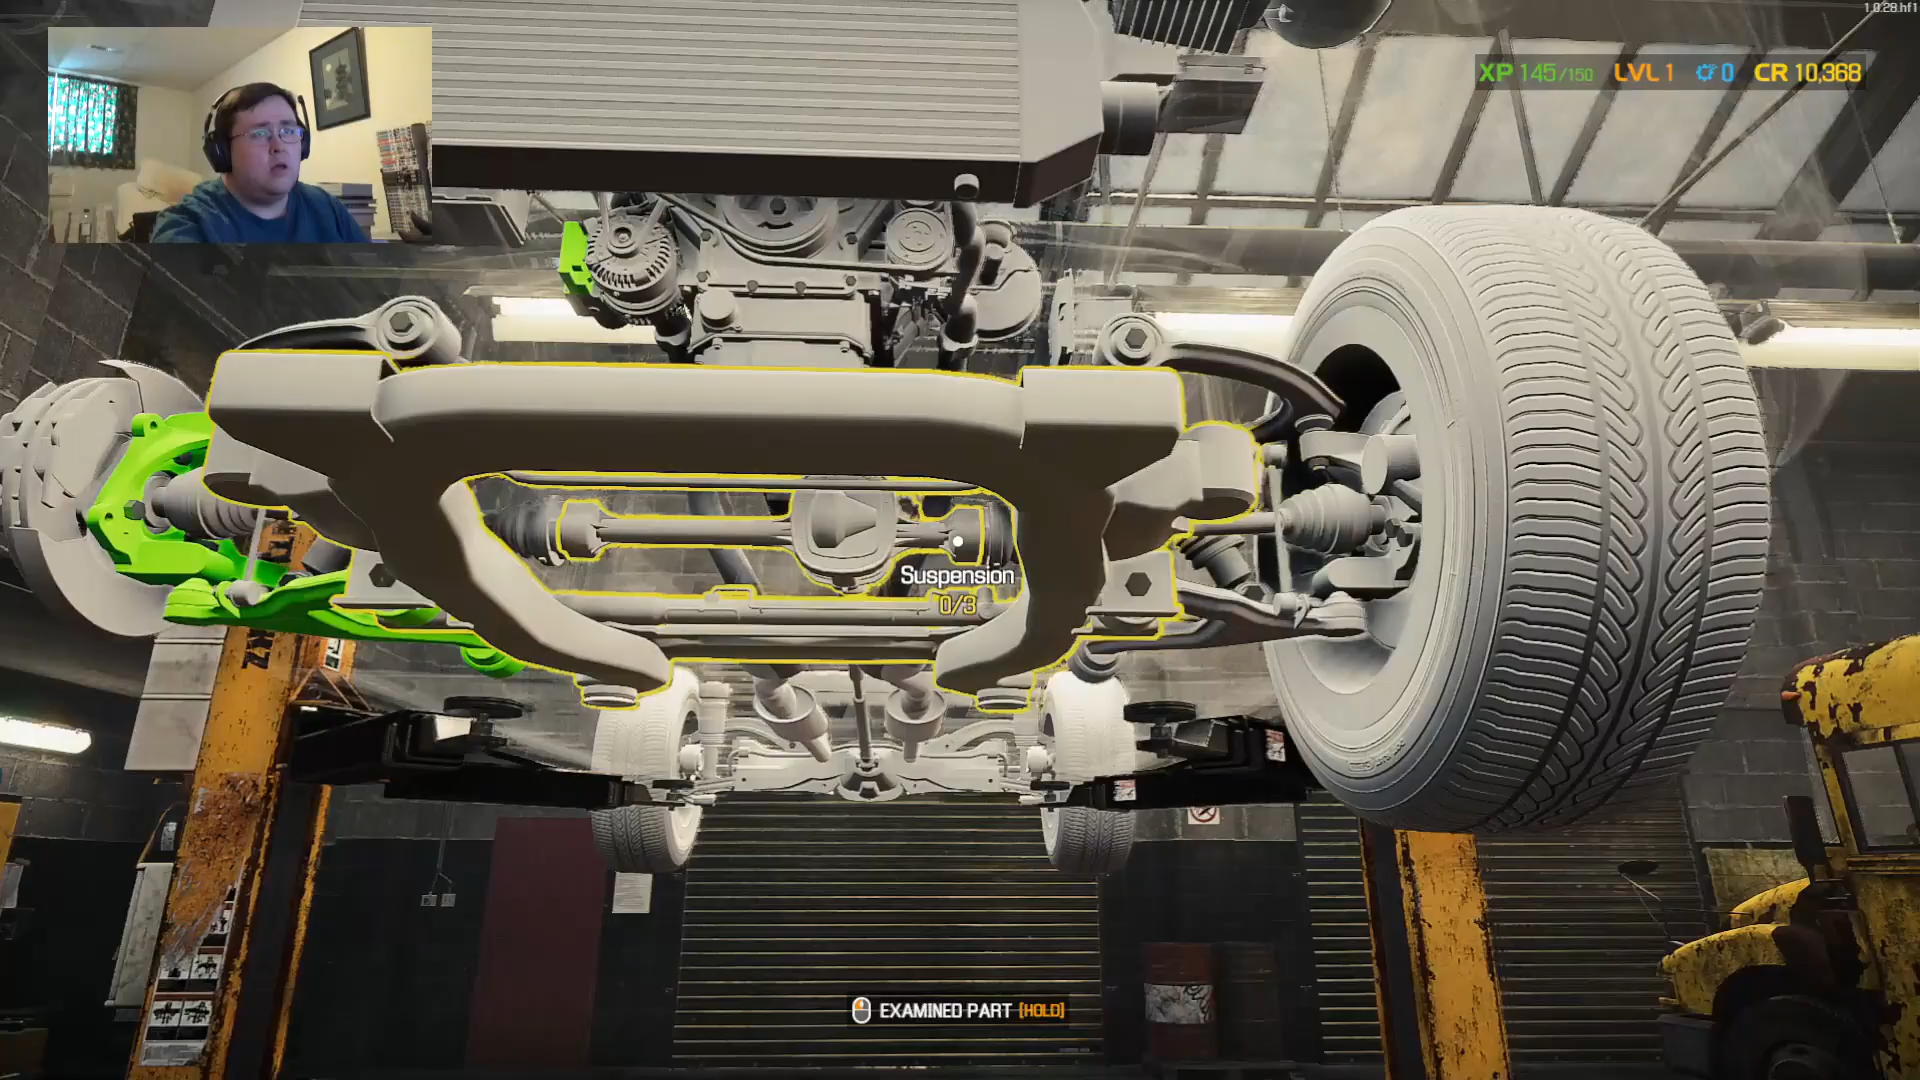 1.0.28.hf1
XP 145/150 LVL 1 0 CR 10,368
Suspension
0/3
EXAMINED PART [HOLD]